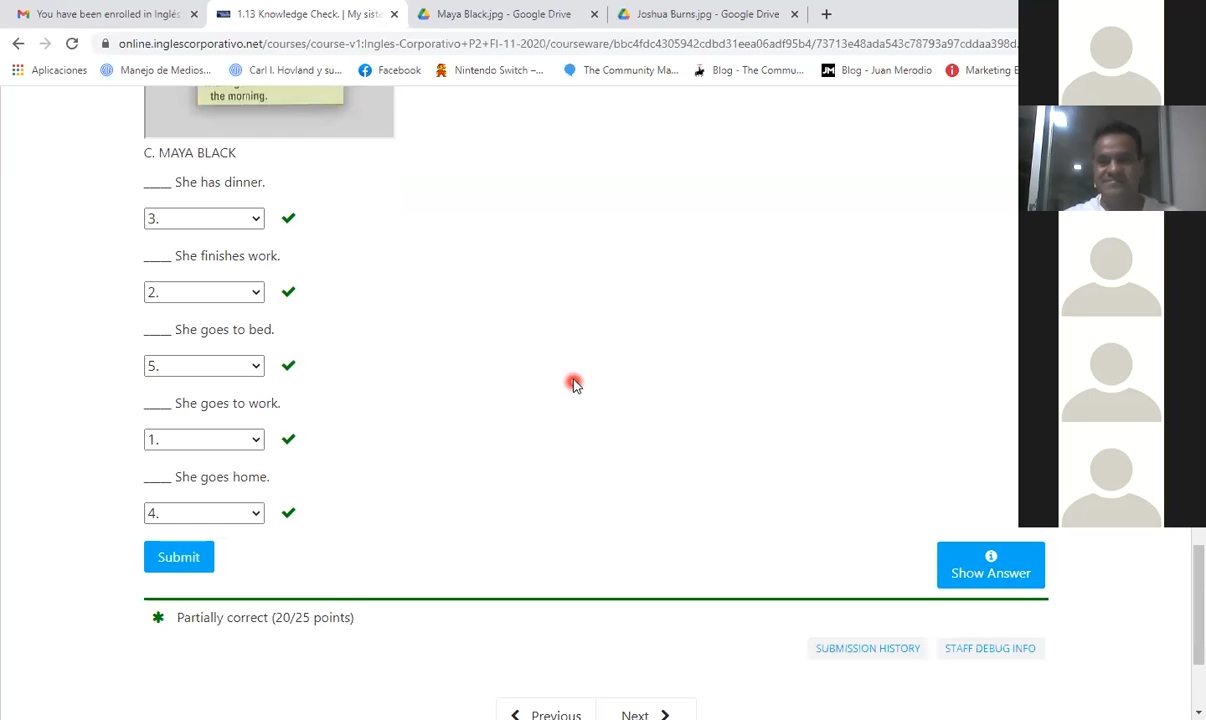 You have been enrolled in Inglés
1.13 Knowledge Check. | My siste
Maya Black.jpg - Google Drive
Joshua Burns.jpg - Google Drive
online.inglescorporativo.net/courses/course-v1:Ingles-Corporativo+P2+FI-11-2020/courseware/bbc4fdc4305942cdbd31eea06adf95b4/73713e48ada543c78793a97cddaa398d
Aplicaciones
Manejo de Medios...
Carl I. Hovland y su...
Facebook
Nintendo Switch –...
The Community Ma...
Blog - The Commu...
Blog - Juan Merodio
Marketing E
the morning.
C. MAYA BLACK
____ She has dinner.
3.
____ She finishes work.
2.
____ She goes to bed.
5.
____ She goes to work.
1.
____ She goes home.
4.
Submit
Show Answer
Partially correct (20/25 points)
SUBMISSION HISTORY
STAFF DEBUG INFO
Previous
Next